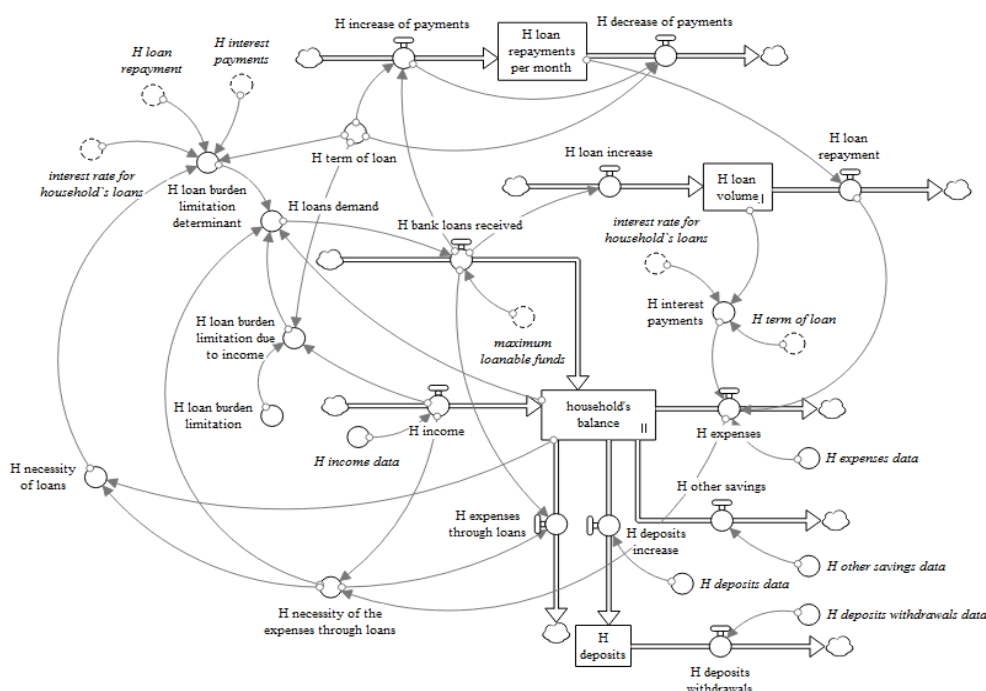 H increase of payments
H decrease of payments
H loan
repayments
per month
H interest
payments
H loan
repayment
H term of loan
H loan increase
H loan
repayment
H loan
volume
interest rate for
household`s loans
H loan burden
limitation
determinant
H loans demand
H bank loans received
interest rate for
household`s loans
H interest
payments
H term of loan
H loan burden
limitation due
to income
maximum
loanable funds
H loan burden
limitation
H income
H income data
household's
balance
II
H expenses
H expenses data
H necessity
of loans
H other savings
H expenses
through loans
H deposits
increase
H other savings data
H deposits data
H necessity of the
expenses through loans
H deposits withdrawals data
H
deposits
H deposits
withdrawals